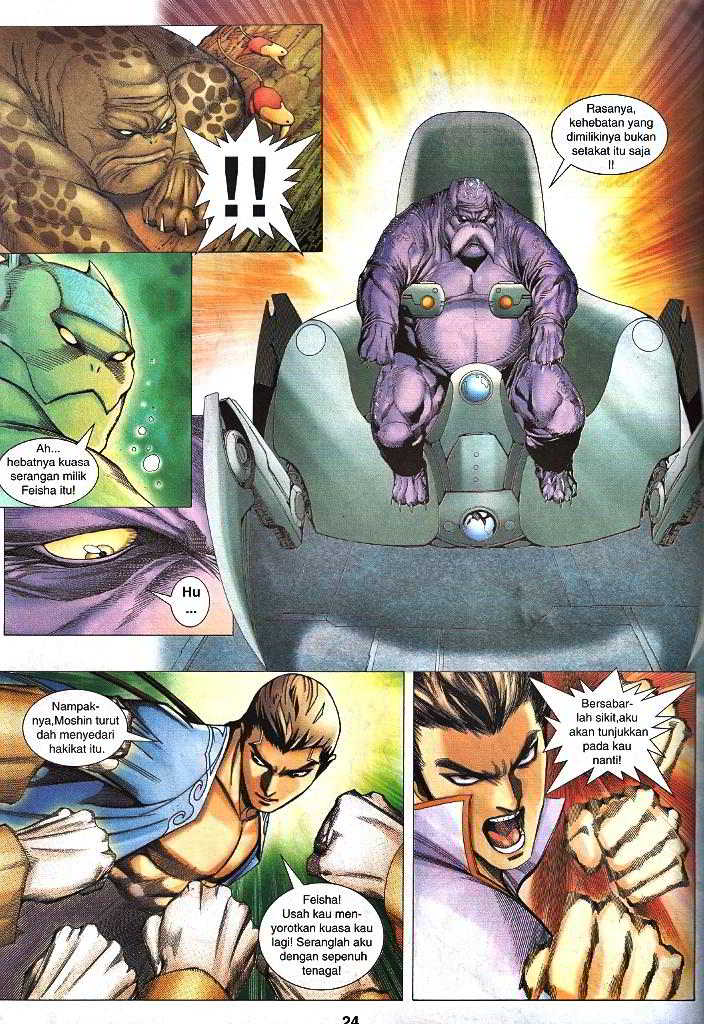 !!
Rasanya,
kehebatan yang
dimilikinya bukan
setakat itu saja
!!
Ah...
hebatnya kuasa
serangan milik
Feisha itu!
Hu
...
Nampak-
nya,Moshin turut
dah menyedari
hakikat itu.
Feisha!
Usah kau men-
yorotkan kuasa kau
lagi! Seranglah aku
dengan sepenuh
tenaga!
Bersabar-
lah sikit,aku
akan tunjukkan
pada kau
nanti!
24